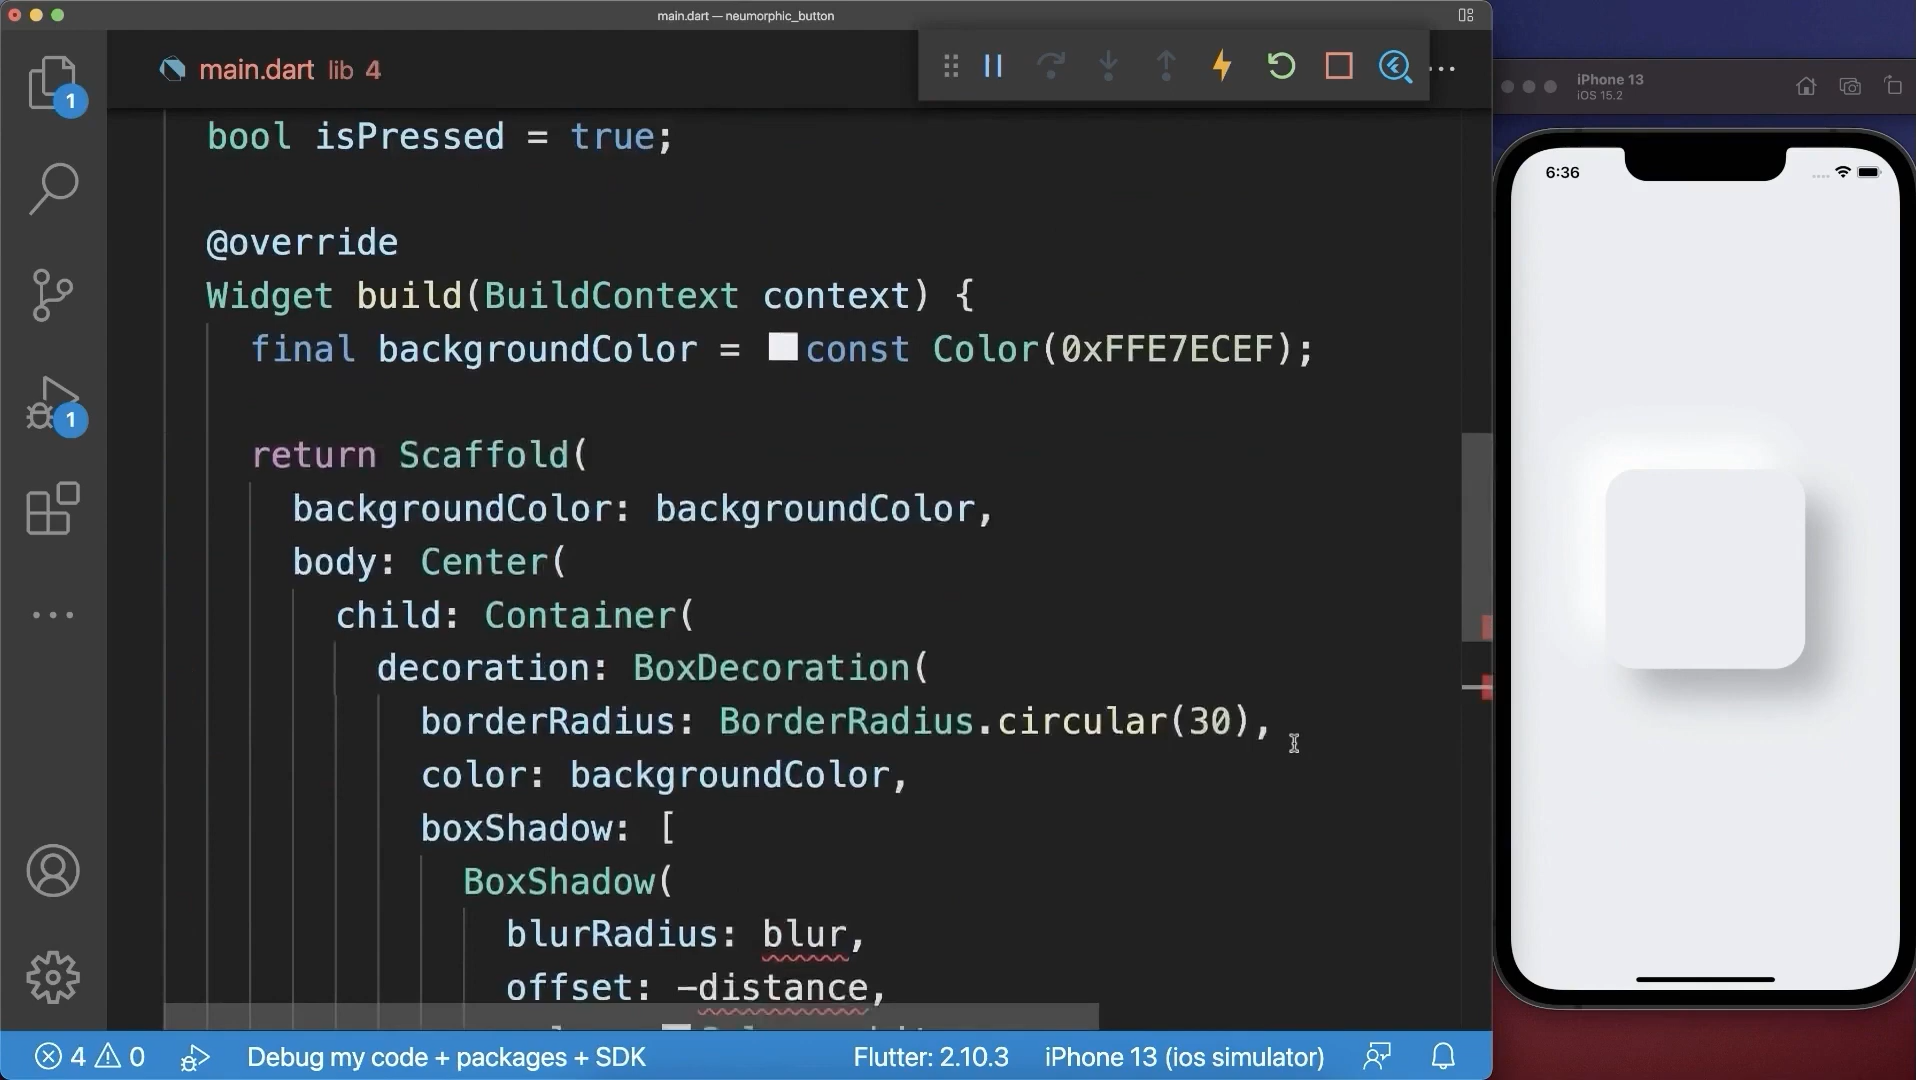 main.dart — neumorphic_button
main.dart lib 4
iPhone 13
iOS 15.2
1
bool isPressed = true;
6:36
@override
Widget build(BuildContext context) {
final backgroundColor = const Color(0xFFE7ECEF);
1
return Scaffold(
backgroundColor: backgroundColor,
body: Center(
child: Container(
decoration: BoxDecoration(
borderRadius: BorderRadius.circular(30),
color: backgroundColor,
boxShadow: [
BoxShadow(
blurRadius: blur,
offset: -distance,
4 0 Debug my code + packages + SDK Flutter: 2.10.3 iPhone 13 (ios simulator)